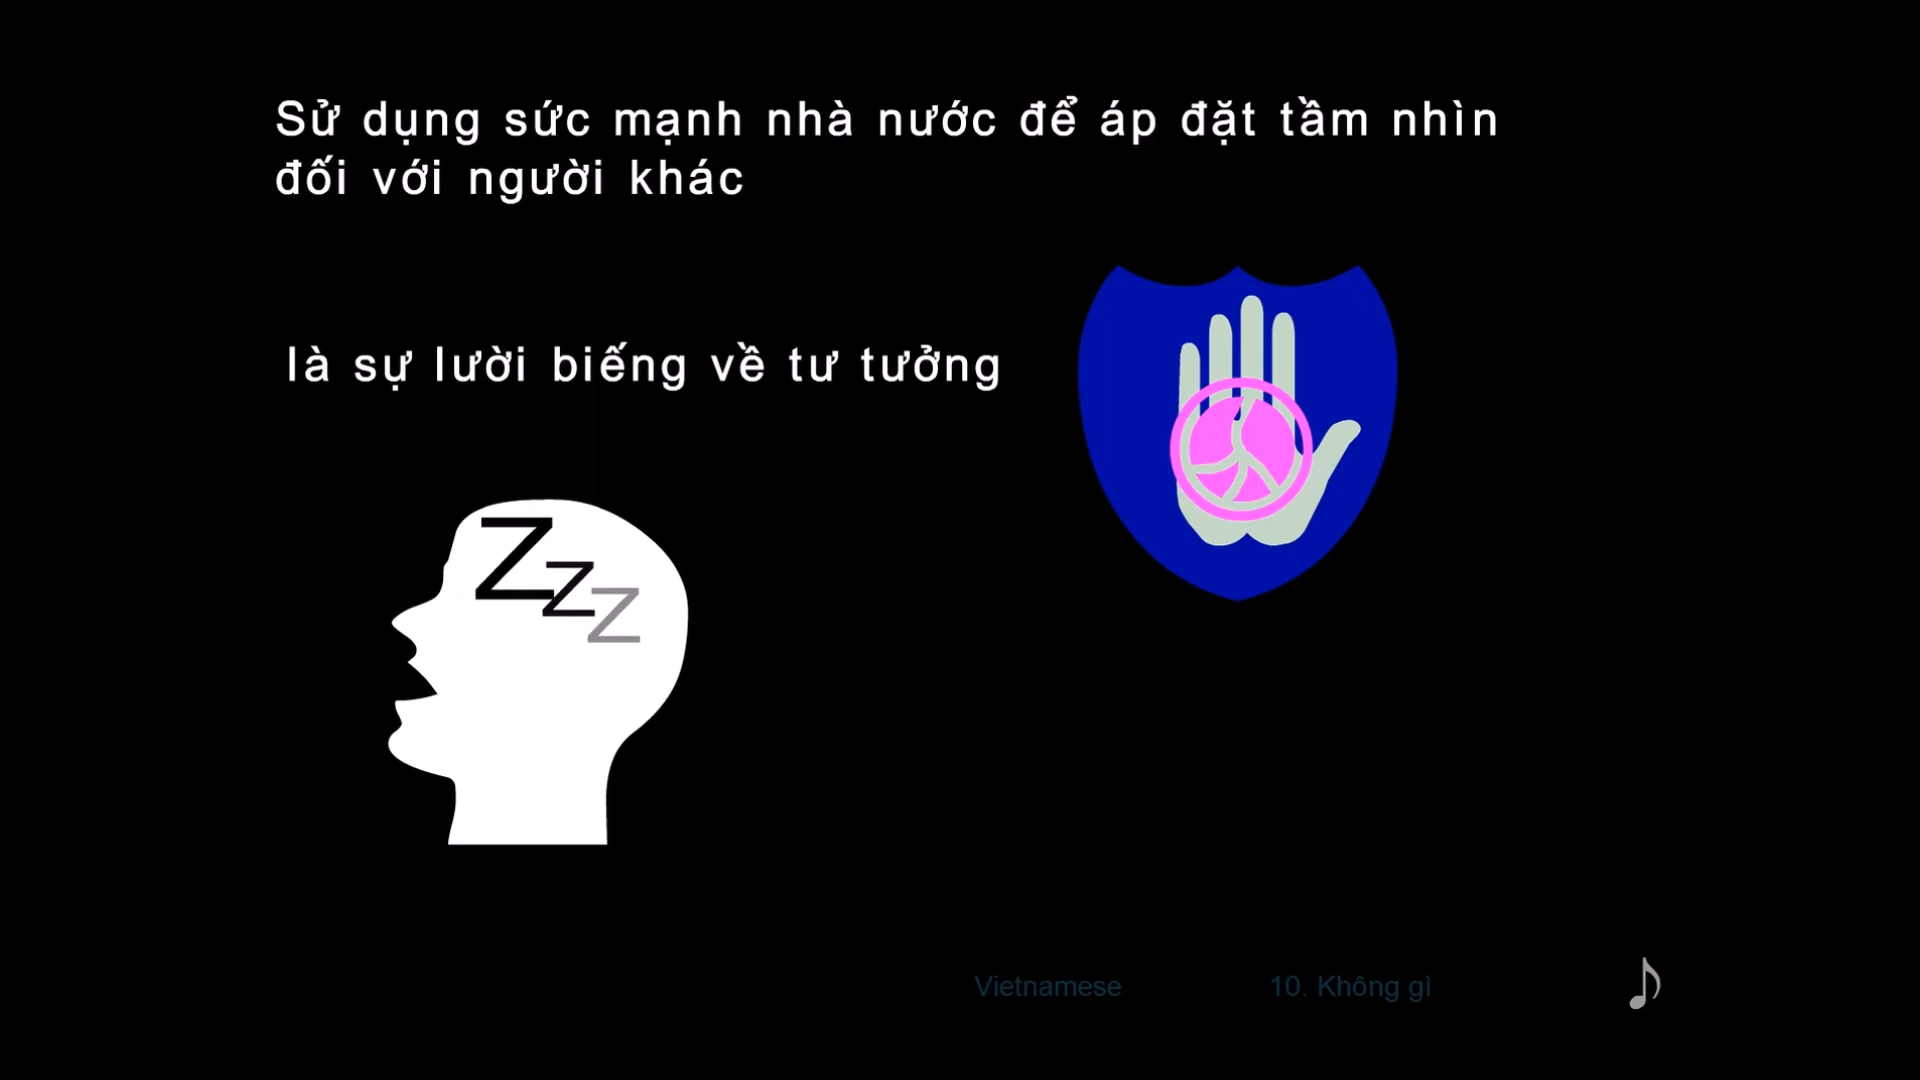 Sử dụng sức mạnh nhà nước để áp đặt tầm nhìn
đối với người khác
là sự lười biếng về tư tưởng
Zzz
Vietnamese
10. Không gì